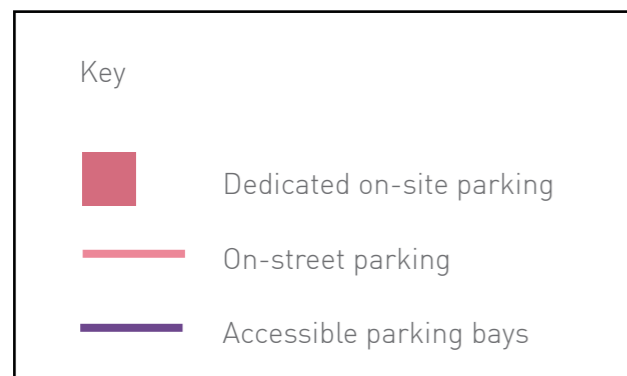 Key
Dedicated on-site parking
On-street parking
Accessible parking bays